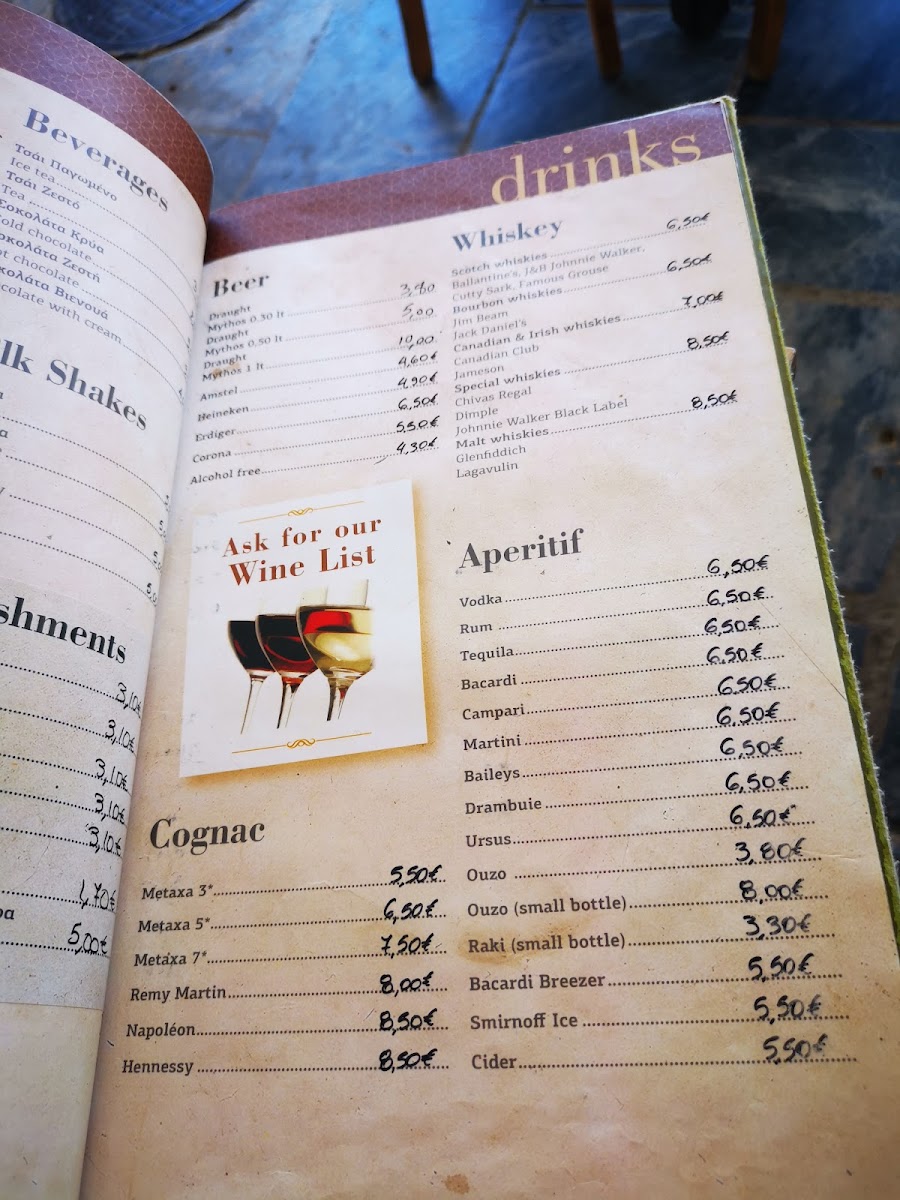 Beverages
Τσάι Παγωμένο
Ice tea
Τσάι Ζεστό
Tea
Σοκολάτα Κρύα
old chocolate
οκολάτα Ζεστή
ot chocolate
κολάτα Βιενουά
ocolate with cream
lk Shakes
shments
3,10€
3,10€
3,10€
3,10€
3,10€
1,70€
5,00€
drinks
Beer
Draught
Mythos 0.30 lt 3,80
Draught
Mythos 0,50 lt 5,00
Draught
Mythos 1 lt 10,00
Amstel 4,60€
Heineken 4,90€
Erdiger 6,50€
Corona 5,50€
Alcohol free 4,30€
Ask for our
Wine List
Cognac
Metaxa 3* 5,50€
Metaxa 5* 6,50€
Metaxa 7* 7,50€
Remy Martin 8,00€
Napoléon 8,50€
Hennessy 8,50€
Whiskey
Scotch whiskies 6,50€
Ballantine's, J&B Johnnie Walker,
Cutty Sark, Famous Grouse
Bourbon whiskies 6,50€
Jim Beam
Jack Daniel's
Canadian & Irish whiskies 7,00€
Canadian Club
Jameson
Special whiskies 8,50€
Chivas Regal
Dimple
Johnnie Walker Black Label
Malt whiskies 8,50€
Glenfiddich
Lagavulin
Aperitif
Vodka 6,50€
Rum 6,50€
Tequila 6,50€
Bacardi 6,50€
Campari 6,50€
Martini 6,50€
Baileys 6,50€
Drambuie 6,50€
Ursus 6,50€
Ouzo 3,80€
Ouzo (small bottle) 8,00€
Raki (small bottle) 3,30€
Bacardi Breezer 5,50€
Smirnoff Ice 5,50€
Cider 5,50€